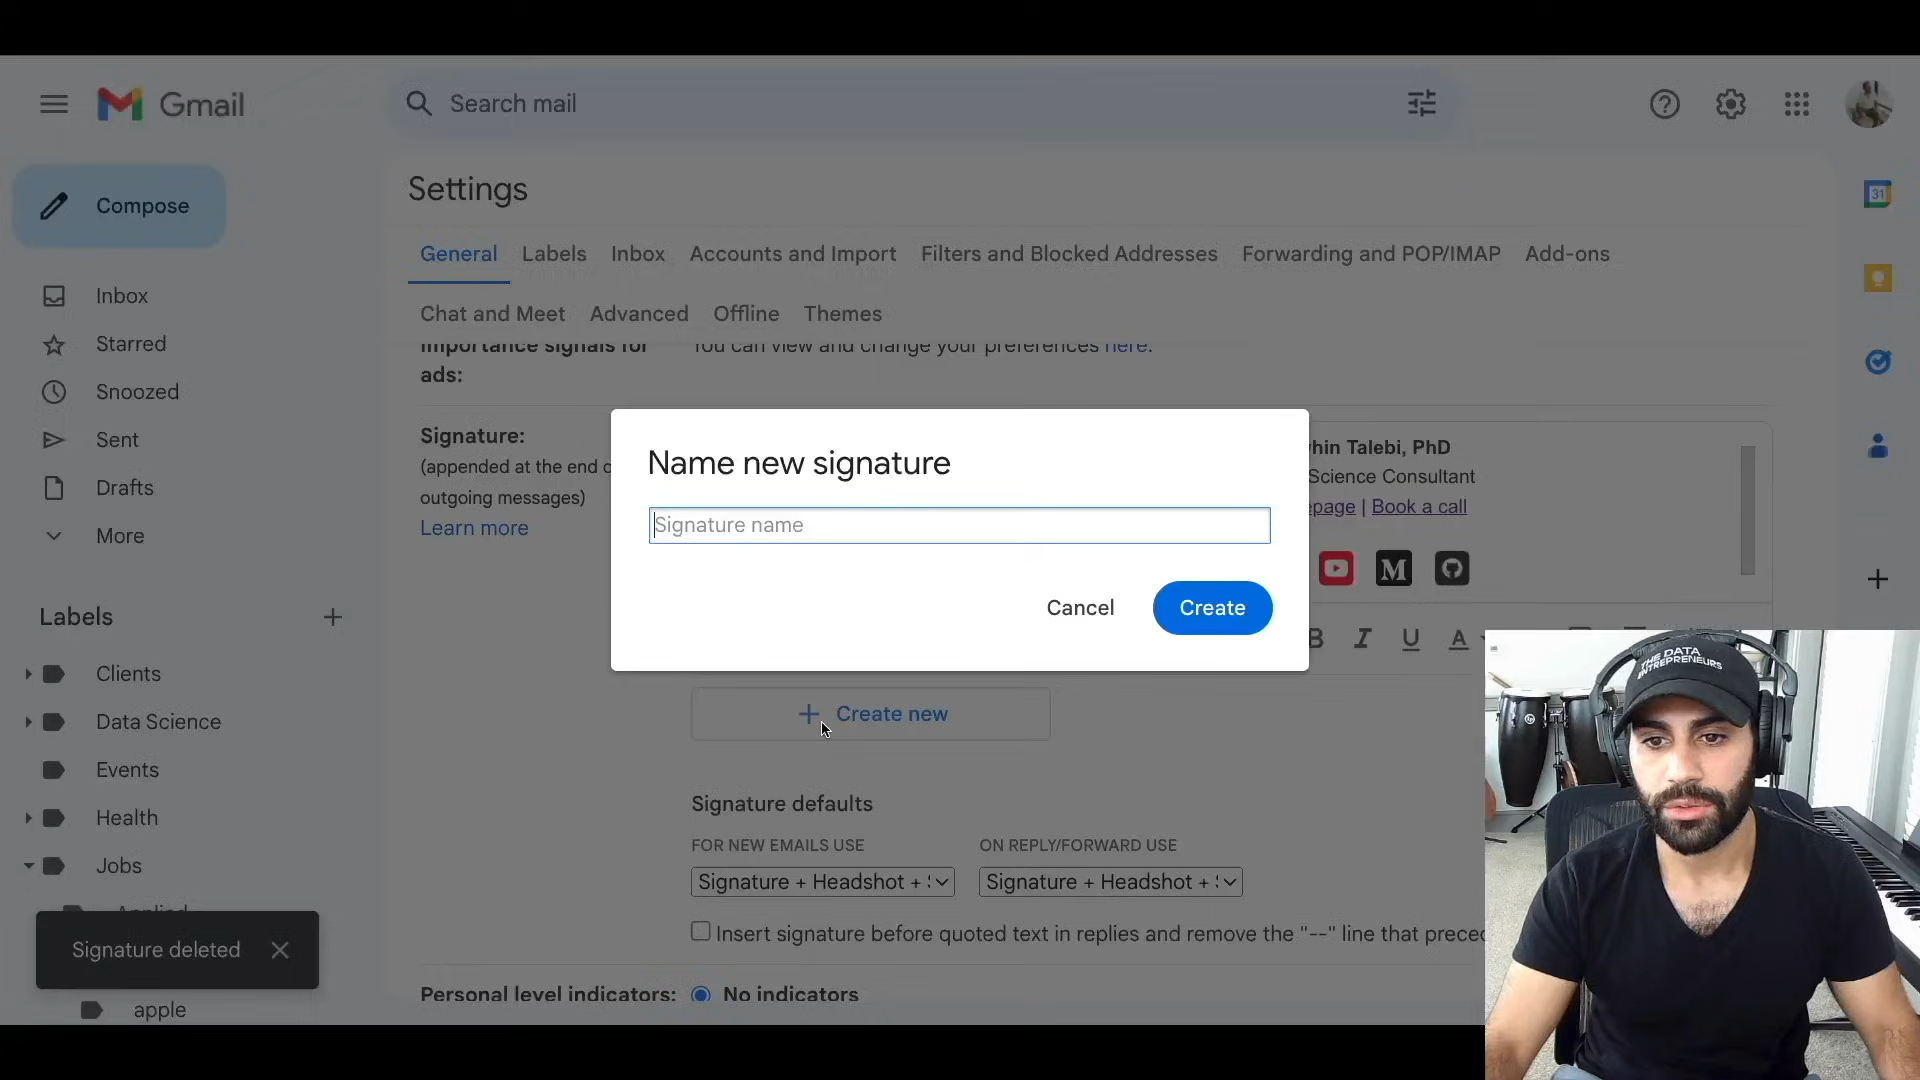 Gmail
Search mail
Compose
Settings
General Labels Inbox Accounts and Import Filters and Blocked Addresses Forwarding and POP/IMAP Add-ons
Chat and Meet Advanced Offline Themes
Inbox
Starred
Snoozed
Sent
Drafts
More
Labels
Clients
Data Science
Events
Health
Jobs
Applied
apple
Signature deleted
importance signals for
ads:
You can view and change your preferences here.
Signature:
(appended at the end
outgoing messages)
Learn more
Talebi, PhD
Science Consultant
| Book a call
Name new signature
Signature name
Cancel Create
B I U A
Create new
Signature defaults
FOR NEW EMAILS USE ON REPLY/FORWARD USE
Signature + Headshot + Signature + Headshot +
Insert signature before quoted text in replies and remove the "--" line that
Personal level indicators: No indicators
31
M
THE DATA
ENTREPRENEURS